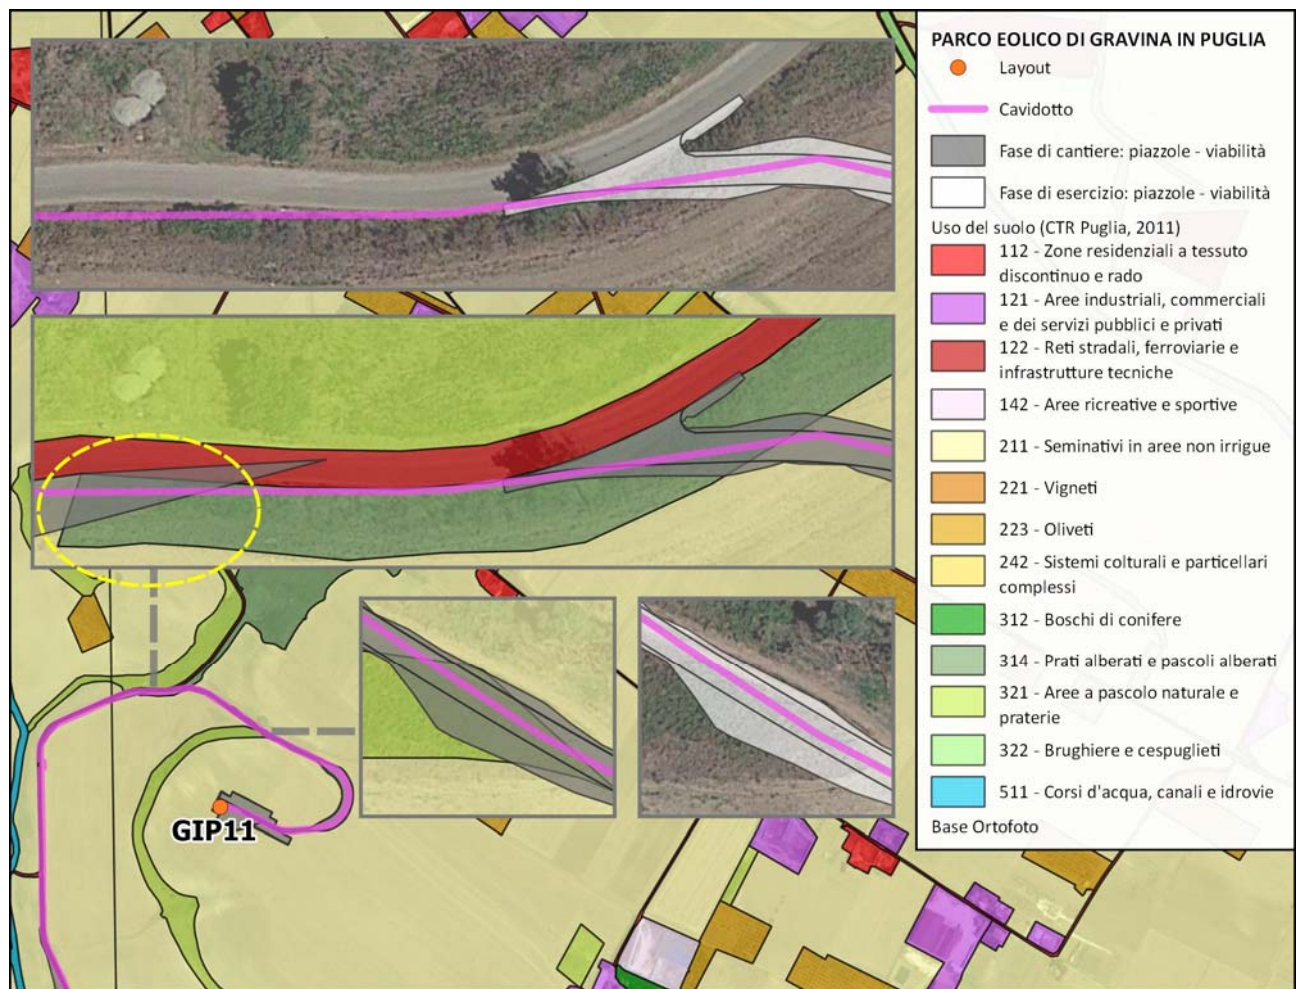 PARCO EOLICO DI GRAVINA IN PUGLIA
Layout
Cavidotto
Fase di cantiere: piazzole - viabilità
Fase di esercizio: piazzole - viabilità
Uso del suolo (CTR Puglia, 2011)
112 - Zone residenziali a tessuto
discontinuo e rado
121 - Aree industriali, commerciali
e dei servizi pubblici e privati
122 - Reti stradali, ferroviarie e
infrastrutture tecniche
142 - Aree ricreative e sportive
211 - Seminativi in aree non irrigue
221 - Vigneti
223 - Oliveti
242 - Sistemi colturali e particellari
complessi
312 - Boschi di conifere
314 - Prati alberati e pascoli alberati
321 - Aree a pascolo naturale e
praterie
322 - Brughiere e cespuglieti
511 - Corsi d'acqua, canali e idrovie
Base Ortofoto
GIP11